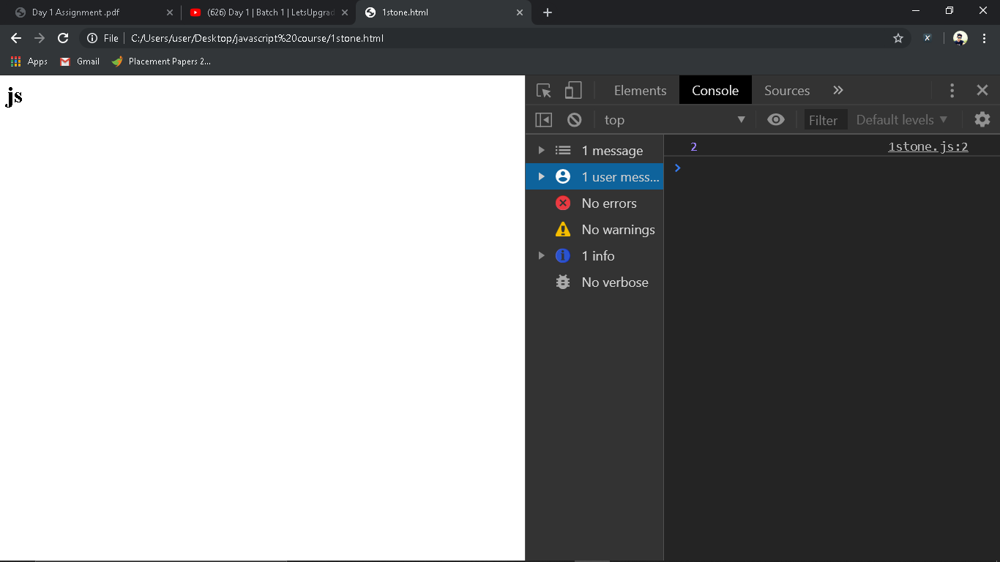 Day 1 Assignment .pdf
(626) Day 1 | Batch 1 | LetsUpgrad
1stone.html
File
C:/Users/user/Desktop/javascript%20course/1stone.html
Apps
Gmail
Placement Papers 2...
js
Elements
Console
Sources
top
Filter
Default levels
1 message
1 user mess...
No errors
No warnings
1 info
No verbose
2 1stone.js:2